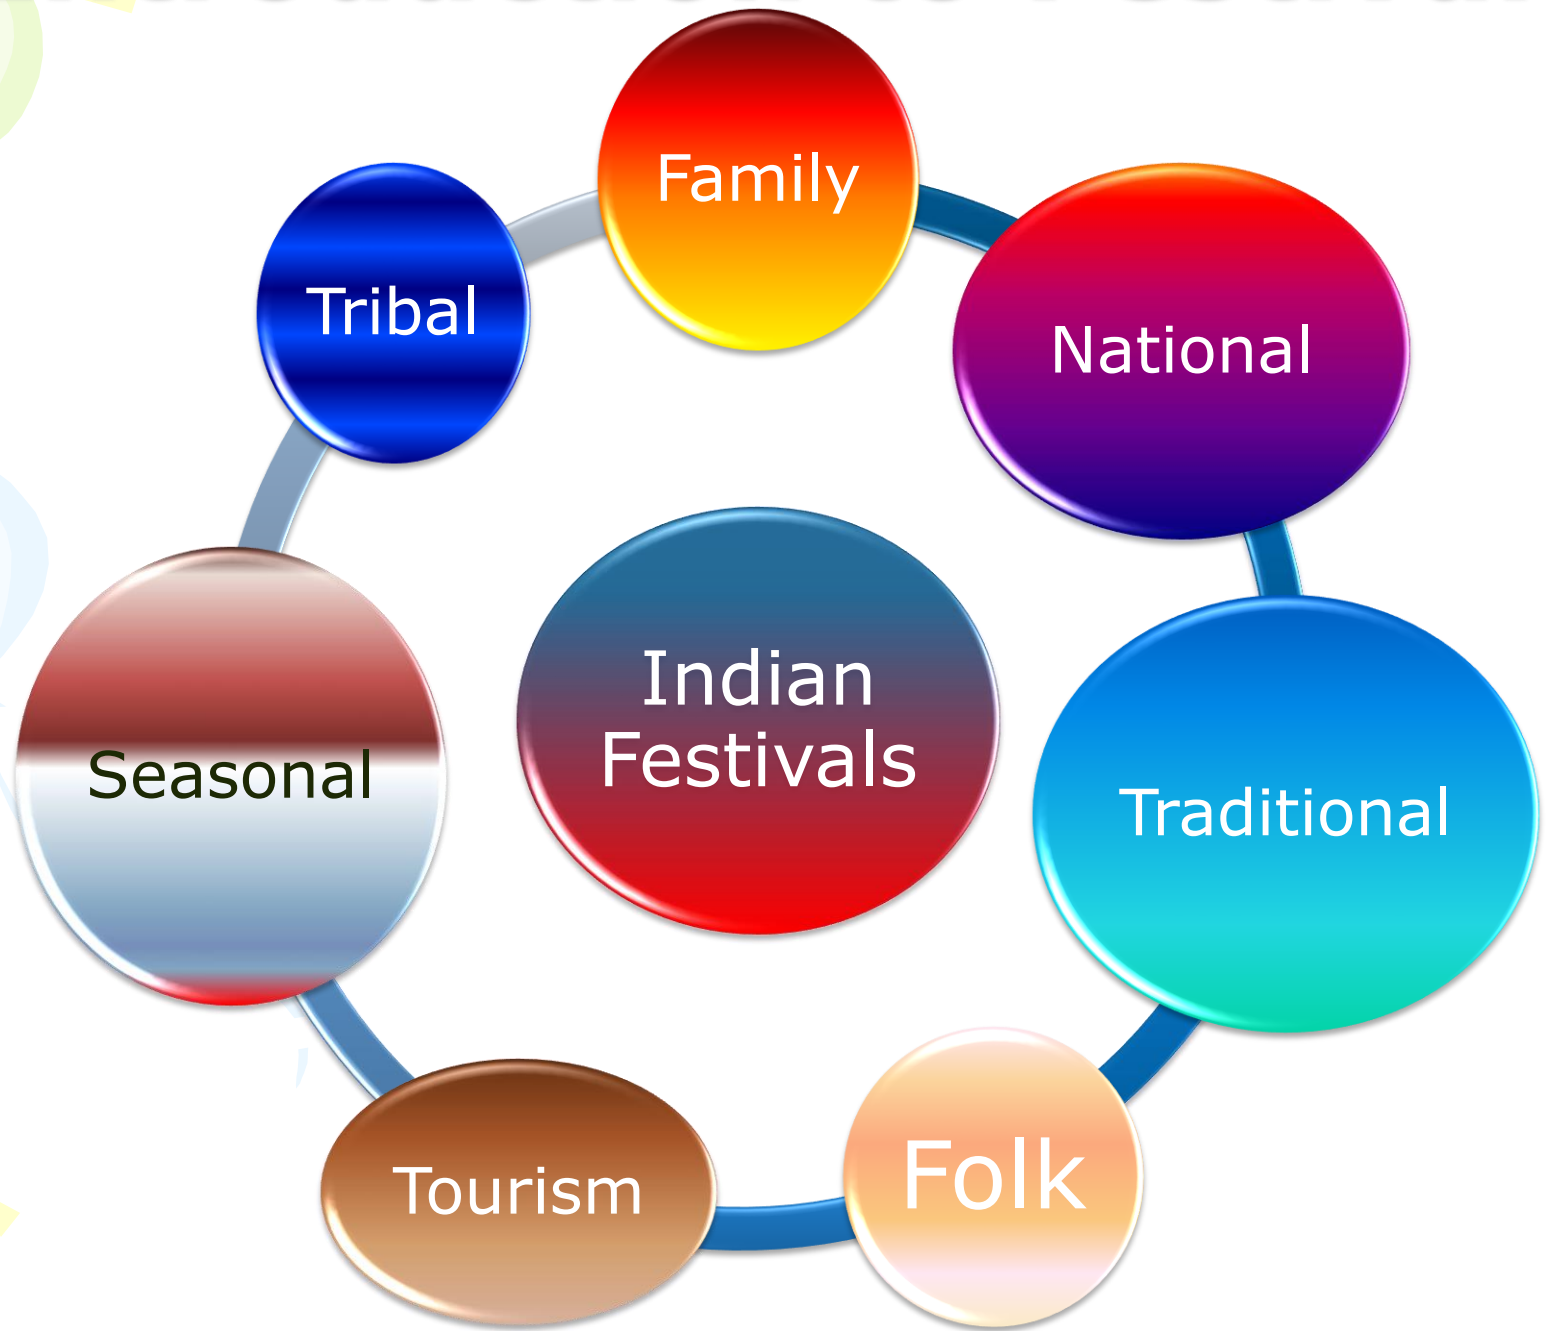 Family
Tribal
National
Indian
Festivals
Seasonal
Traditional
Folk
Tourism